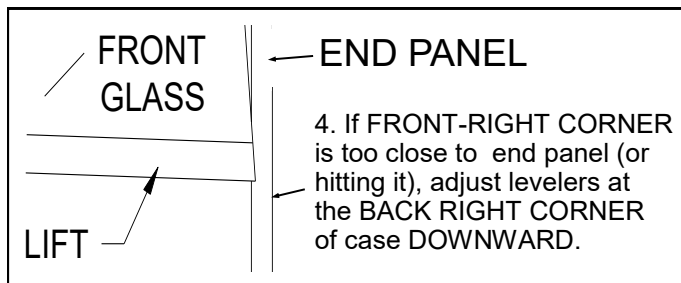 FRONT
GLASS
END PANEL
4. If FRONT-RIGHT CORNER
is too close to  end panel (or
hitting it), adjust levelers at
the BACK RIGHT CORNER
of case DOWNWARD.
LIFT